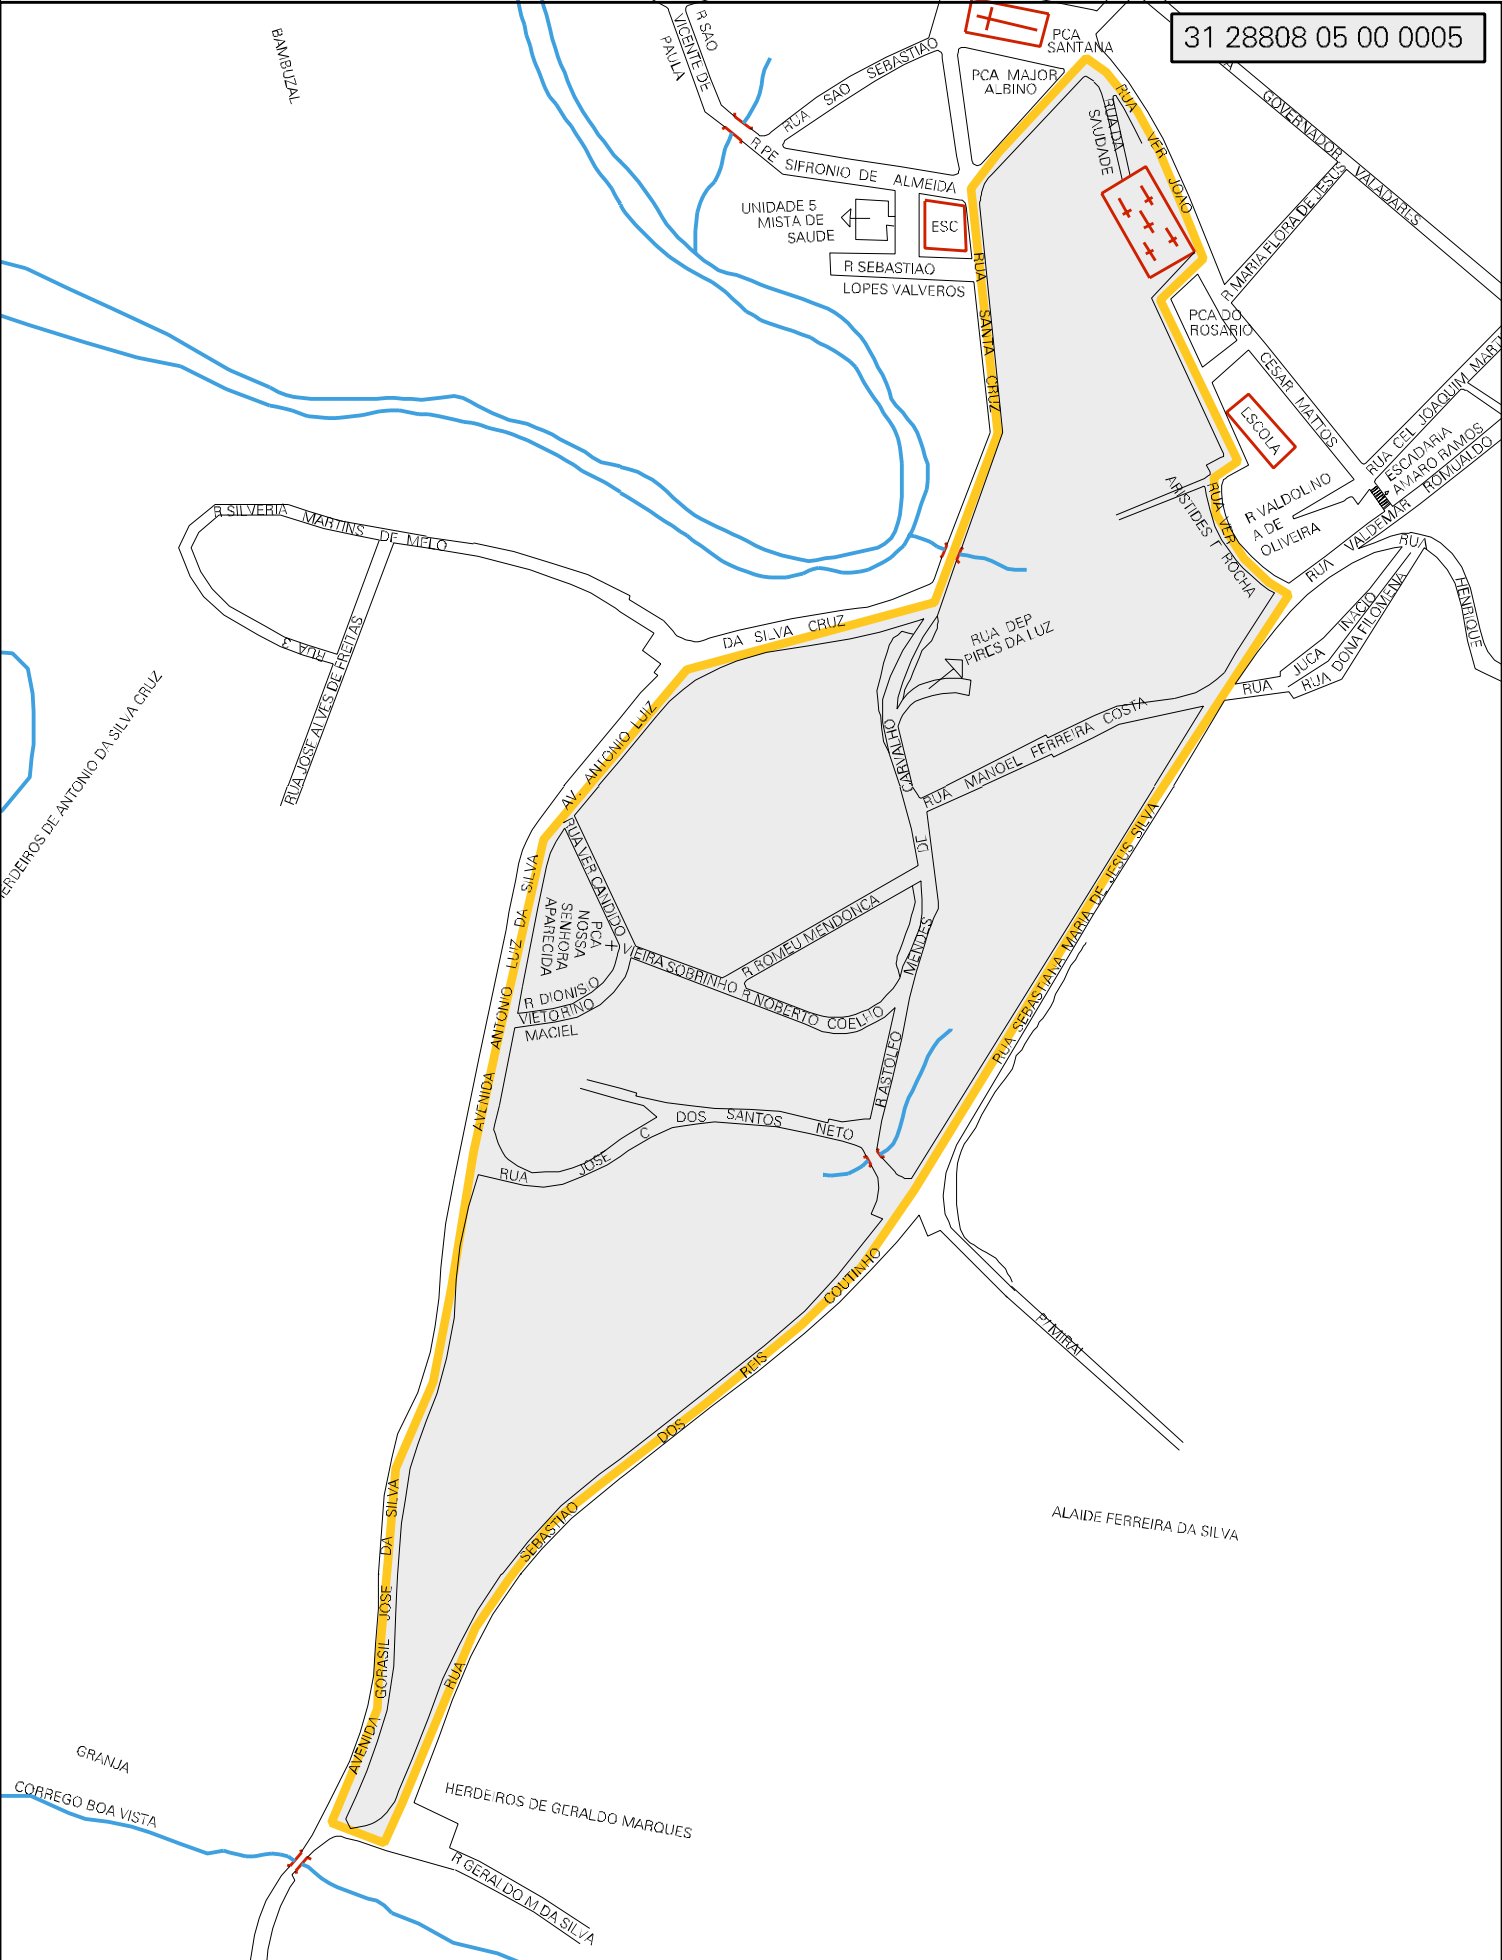 31 28808 05 00 0005
BAMBUZAL
R SAO
VICENTE DE
PAULA
RUA SAO SEBASTIAO
PCA
SANTANA
PCA MAJOR
ALBINO
RUA VER JOAO
RUA DA
SAUDADE
GOVERNADOR VALADARES
R MARIA FLORA DE JESUS
R PE SIFRONIO DE ALMEIDA
UNIDADE 5
MISTA DE
SAUDE
ESC
R SEBASTIAO
LOPES VALVEROS
RUA SANTA CRUZ
PCA DO
ROSARIO
CESAR MATTOS
ESCOLA
RUA CEL JOAQUIM MARTI
ESCADARIA
AMARO RAMOS
RUA VALDEMAR ROMUALDO
R VALDOLINO
A DE
OLIVEIRA
RUA VER
ARISTIDES T ROCHA
RUA HENRIQUE
JUCA INACIO
RUA DONA FILOMENA
RUA
R SILVERIA MARTINS DE MELO
RUA 3
RUA JOSE ALVES DE FREITAS
HERDEIROS DE ANTONIO DA SILVA CRUZ
AV. ANTONIO LUIZ DA SILVA CRUZ
RUA DEP
PIRES DA LUZ
RUA MANOEL FERREIRA COSTA
R ASTOLFO MENDES DE CARVALHO
RUA VER CANDIDO VIEIRA SOBRINHO
PCA
NOSSA
SENHORA
APARECIDA
R DIONISIO
VIETORINO
MACIEL
R ROMEU MENDONCA
R NOBERTO COELHO
RUA SEBASTIANA MARIA DE JESUS SILVA
AVENIDA ANTONIO LUIZ DA SILVA
RUA JOSE C DOS SANTOS NETO
P/ MIRAI
RUA SEBASTIAO DOS REIS COUTINHO
ALAIDE FERREIRA DA SILVA
AVENIDA GORASIL JOSE DA SILVA
GRANJA
CORREGO BOA VISTA
HERDEIROS DE GERALDO MARQUES
R GERALDO M DA SILVA